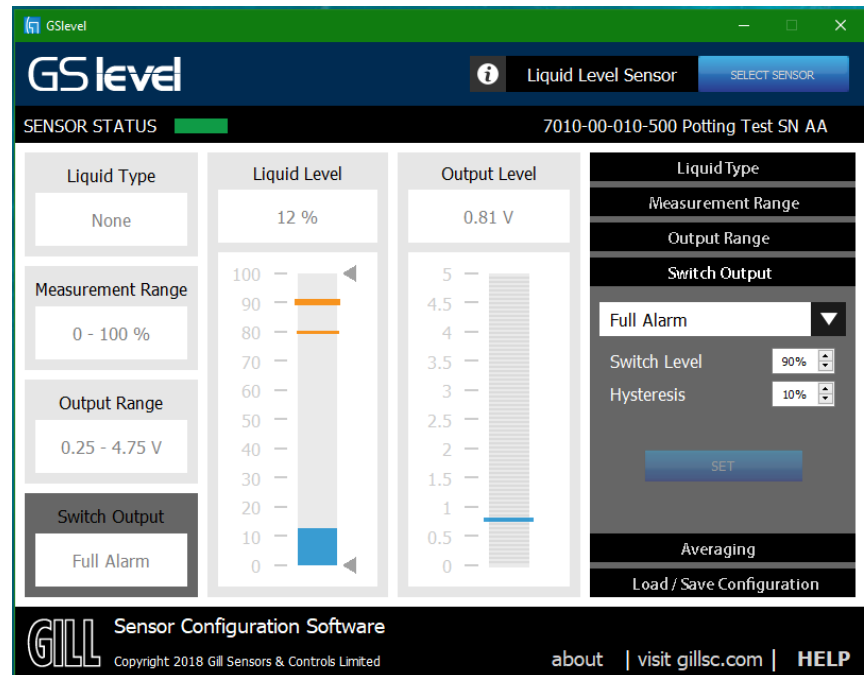 GSlevel
GS level
i Liquid Level Sensor SELECT SENSOR
SENSOR STATUS 7010-00-010-500 Potting Test SN AA
Liquid Type
None
Measurement Range
0 - 100 %
Output Range
0.25 - 4.75 V
Switch Output
Full Alarm
Liquid Level
12 %
100
90
80
70
60
50
40
30
20
10
0
Output Level
0.81 V
5
4.5
4
3.5
3
2.5
2
1.5
1
0.5
0
Liquid Type
Measurement Range
Output Range
Switch Output
Full Alarm
Switch Level 90%
Hysteresis 10%
SET
Averaging
Load / Save Configuration
GILL
Sensor Configuration Software
Copyright 2018 Gill Sensors & Controls Limited
about | visit gillsc.com | HELP